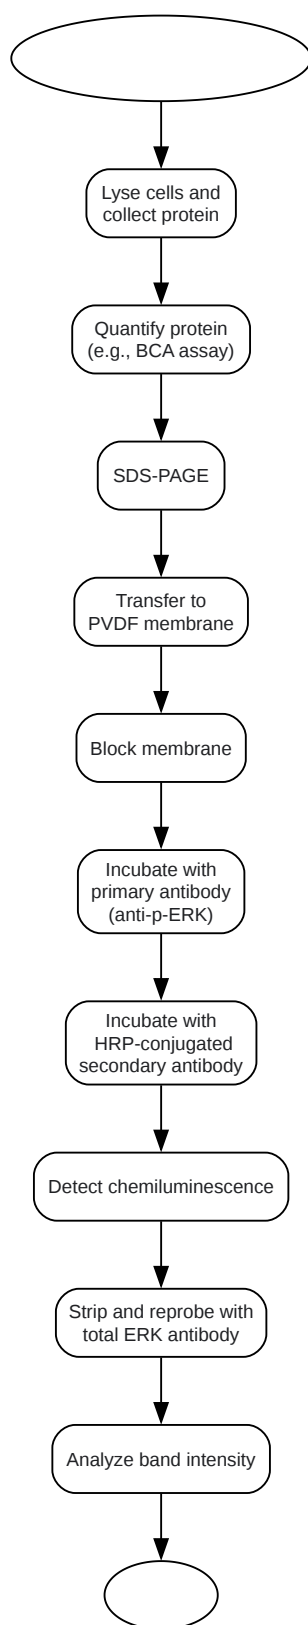 Lyse cells and
collect protein
Quantify protein
(e.g., BCA assay)
SDS-PAGE
Transfer to
PVDF membrane
Block membrane
Incubate with
primary antibody
(anti-p-ERK)
Incubate with
HRP-conjugated
secondary antibody
Detect chemiluminescence
Strip and reprobe with
total ERK antibody
Analyze band intensity